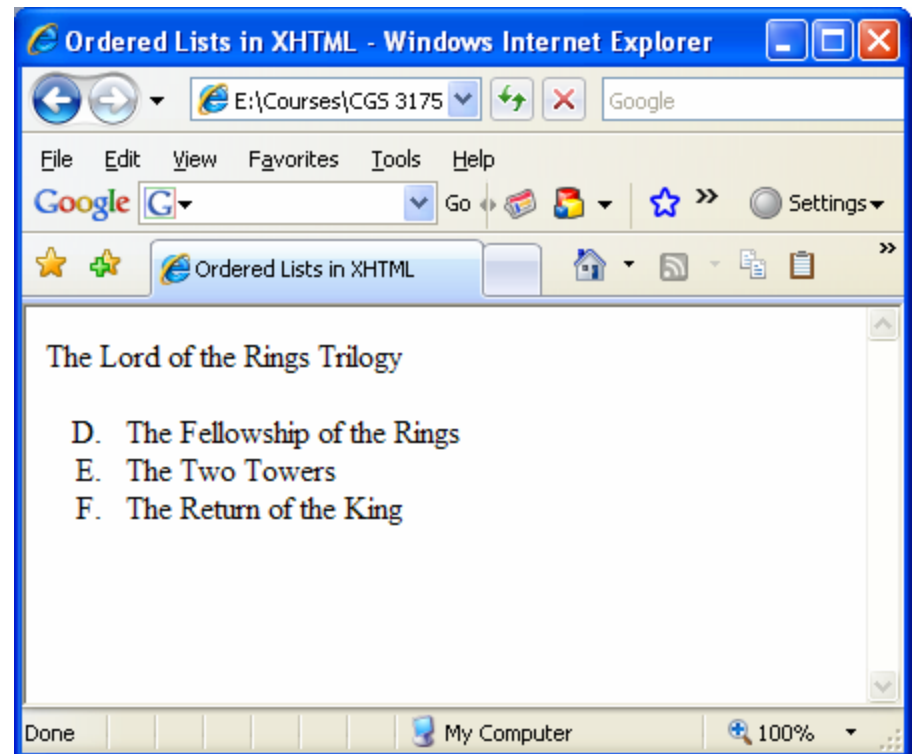 Ordered Lists in XHTML - Windows Internet Explorer
E:\Courses\CGS 3175
Google
File Edit View Favorites Tools Help
Google G Go » Settings
Ordered Lists in XHTML »
The Lord of the Rings Trilogy
D. The Fellowship of the Rings
E. The Two Towers
F. The Return of the King
Done My Computer 100%